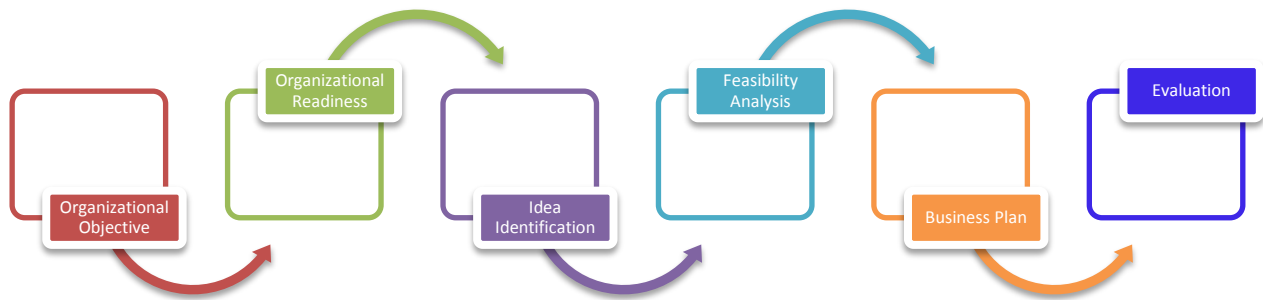 Organizational
Objective
Organizational
Readiness
Idea
Identification
Feasibility
Analysis
Business Plan
Evaluation